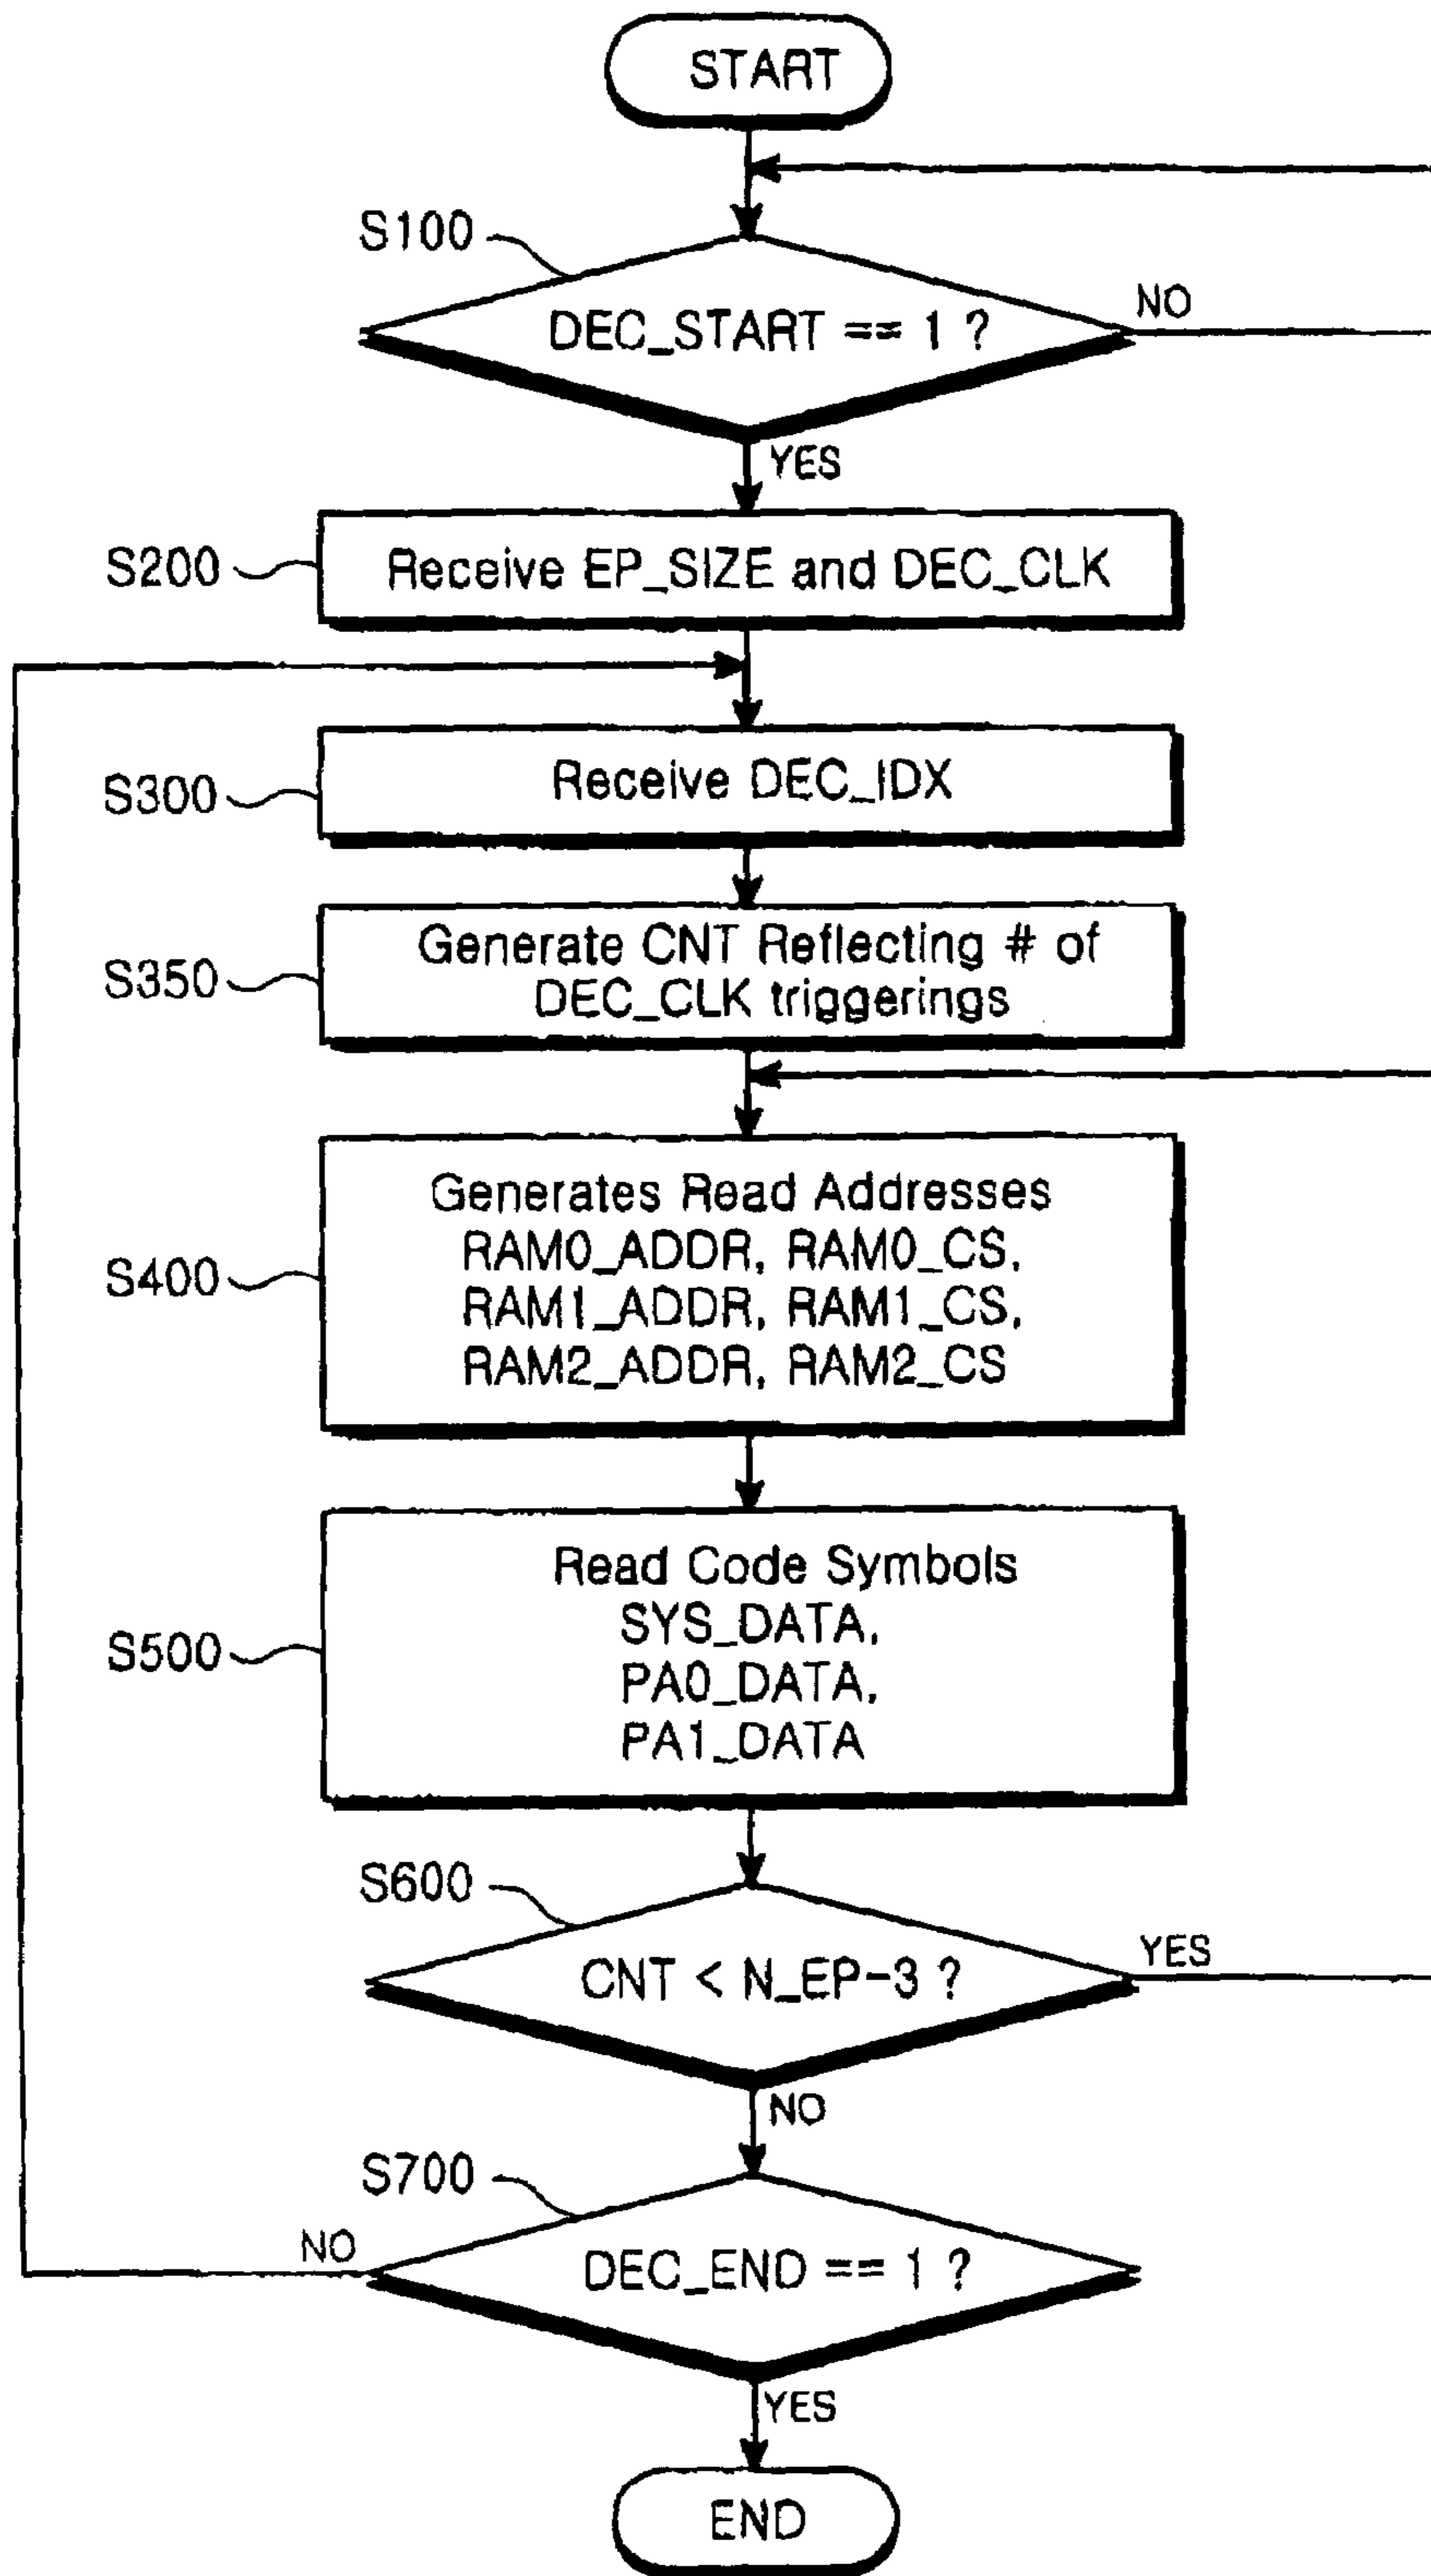 START
S100
DEC_START == 1 ?
NO
YES
S200
Receive EP_SIZE and DEC_CLK
S300
Receive DEC_IDX
S350
Generate CNT Reflecting # of
DEC_CLK triggerings
S400
Generates Read Addresses
RAM0_ADDR, RAM0_CS,
RAM1_ADDR, RAM1_CS,
RAM2_ADDR, RAM2_CS
S500
Read Code Symbols
SYS_DATA,
PA0_DATA,
PA1_DATA
S600
CNT < N_EP-3 ?
YES
NO
S700
DEC_END == 1 ?
NO
YES
END